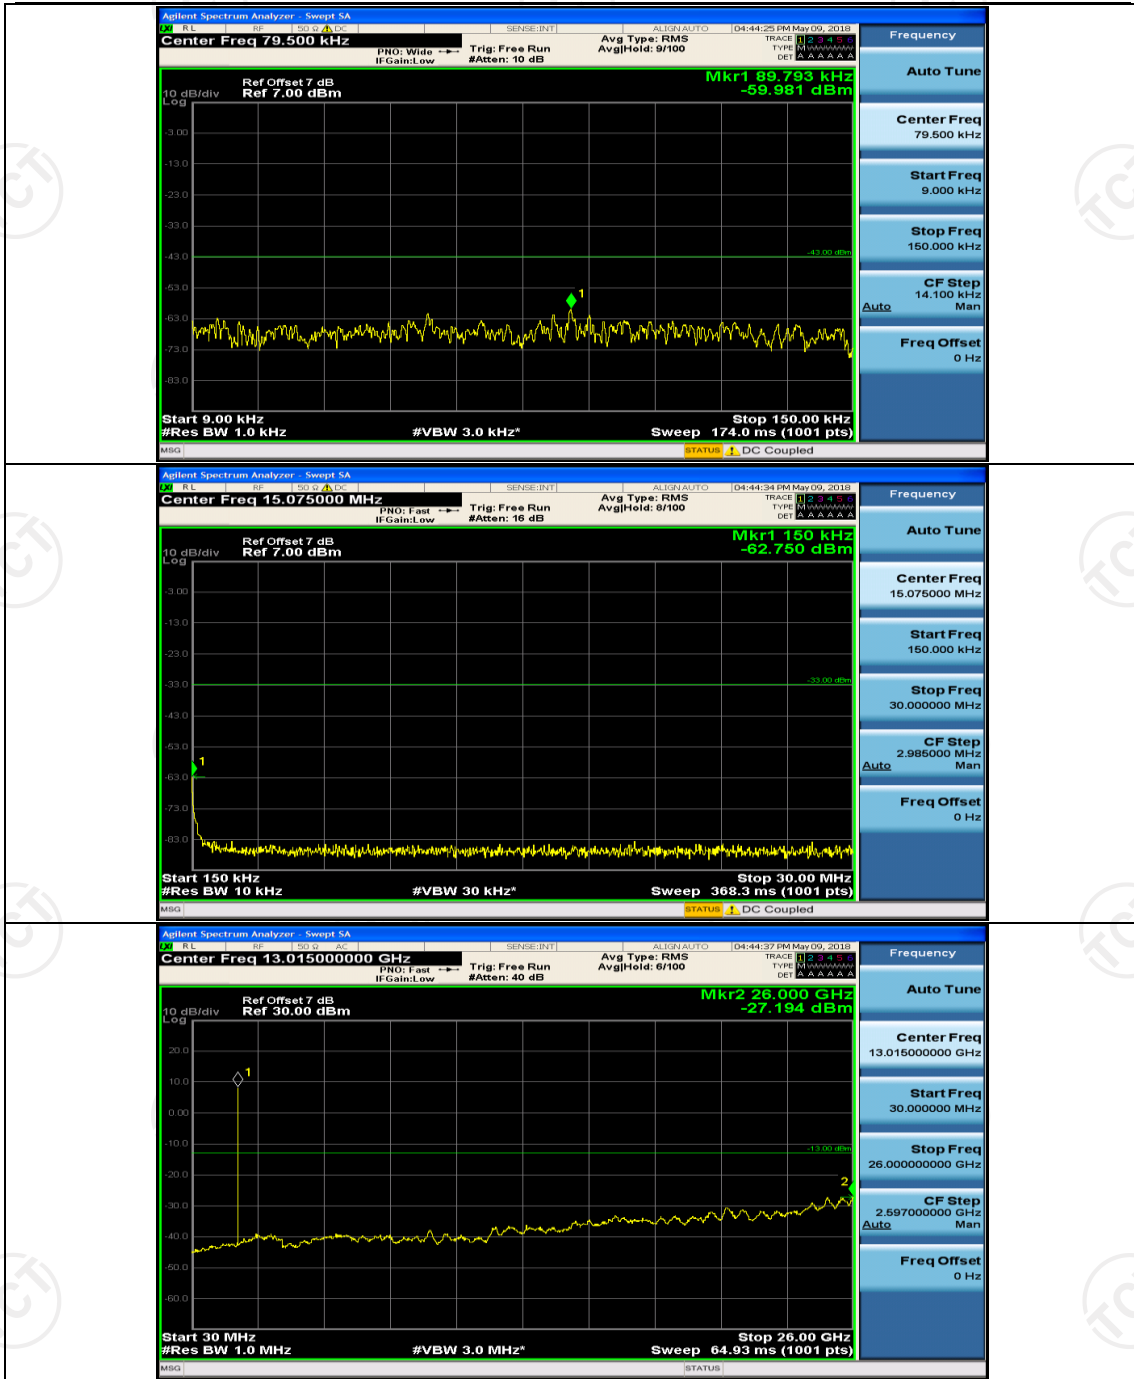 Agilent Spectrum Analyzer - Swept SA
LXI RL RF 50 Ω DC SENSE:INT ALIGN AUTO 04:44:25 PM May 09, 2018
Center Freq 79.500 kHz
PNO: Wide
IFGain:Low
Trig: Free Run
#Atten: 10 dB
Avg Type: RMS
Avg|Hold: 9/100
TRACE 1 2 3 4 5 6
TYPE M WWWWW
DET A A A A A A
Frequency
Ref Offset 7 dB
Ref 7.00 dBm
10 dB/div
Log
Mkr1 89.793 kHz
-59.981 dBm
-3.00
-13.0
-23.0
-33.0
-43.0
-53.0
-63.0
-73.0
-83.0
-43.00 dBm
1
Start 9.00 kHz
#Res BW 1.0 kHz
#VBW 3.0 kHz*
Stop 150.00 kHz
Sweep 174.0 ms (1001 pts)
MSG
STATUS DC Coupled
Auto Tune
Center Freq
79.500 kHz
Start Freq
9.000 kHz
Stop Freq
150.000 kHz
CF Step
14.100 kHz
Auto Man
Freq Offset
0 Hz
Agilent Spectrum Analyzer - Swept SA
LXI RL RF 50 Ω DC SENSE:INT ALIGN AUTO 04:44:34 PM May 09, 2018
Center Freq 15.075000 MHz
PNO: Fast
IFGain:Low
Trig: Free Run
#Atten: 16 dB
Avg Type: RMS
Avg|Hold: 8/100
TRACE 1 2 3 4 5 6
TYPE M WWWWW
DET A A A A A A
Frequency
Ref Offset 7 dB
Ref 7.00 dBm
10 dB/div
Log
Mkr1 150 kHz
-62.750 dBm
-3.00
-13.0
-23.0
-33.0
-43.0
-53.0
-63.0
-73.0
-83.0
-33.00 dBm
1
Start 150 kHz
#Res BW 10 kHz
#VBW 30 kHz*
Stop 30.00 MHz
Sweep 368.3 ms (1001 pts)
MSG
STATUS DC Coupled
Auto Tune
Center Freq
15.075000 MHz
Start Freq
150.000 kHz
Stop Freq
30.000000 MHz
CF Step
2.985000 MHz
Auto Man
Freq Offset
0 Hz
Agilent Spectrum Analyzer - Swept SA
LXI RL RF 50 Ω AC SENSE:INT ALIGN AUTO 04:44:37 PM May 09, 2018
Center Freq 13.015000000 GHz
PNO: Fast
IFGain:Low
Trig: Free Run
#Atten: 40 dB
Avg Type: RMS
Avg|Hold: 6/100
TRACE 1 2 3 4 5 6
TYPE M WWWWW
DET A A A A A A
Frequency
Ref Offset 7 dB
Ref 30.00 dBm
10 dB/div
Log
Mkr2 26.000 GHz
-27.194 dBm
20.0
10.0
0.00
-10.0
-20.0
-30.0
-40.0
-50.0
-60.0
-13.00 dBm
1
2
Start 30 MHz
#Res BW 1.0 MHz
#VBW 3.0 MHz*
Stop 26.00 GHz
Sweep 64.93 ms (1001 pts)
MSG
STATUS
Auto Tune
Center Freq
13.015000000 GHz
Start Freq
30.000000 MHz
Stop Freq
26.000000000 GHz
CF Step
2.597000000 GHz
Auto Man
Freq Offset
0 Hz
TCT
TCT
TCT
TCT
TCT
TCT
TCT
TCT